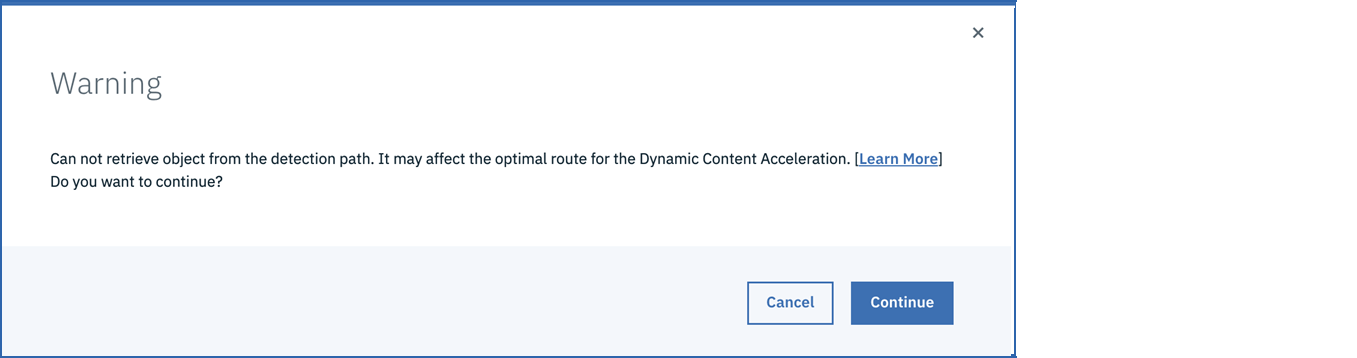 Warning
Can not retrieve object from the detection path. It may affect the optimal route for the Dynamic Content Acceleration. [Learn More]
Do you want to continue?
Cancel Continue